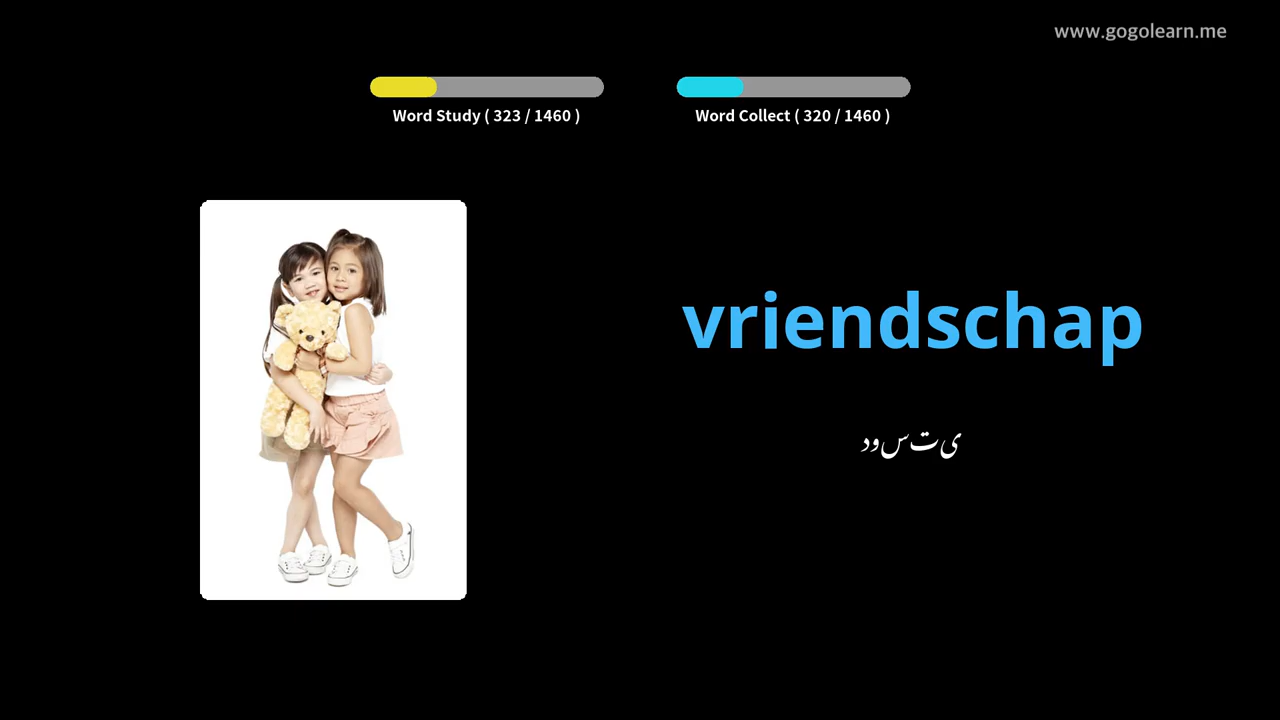 www.gogolearn.me
Word Study ( 323 / 1460 )
Word Collect ( 320 / 1460 )
vriendschap
دوستی